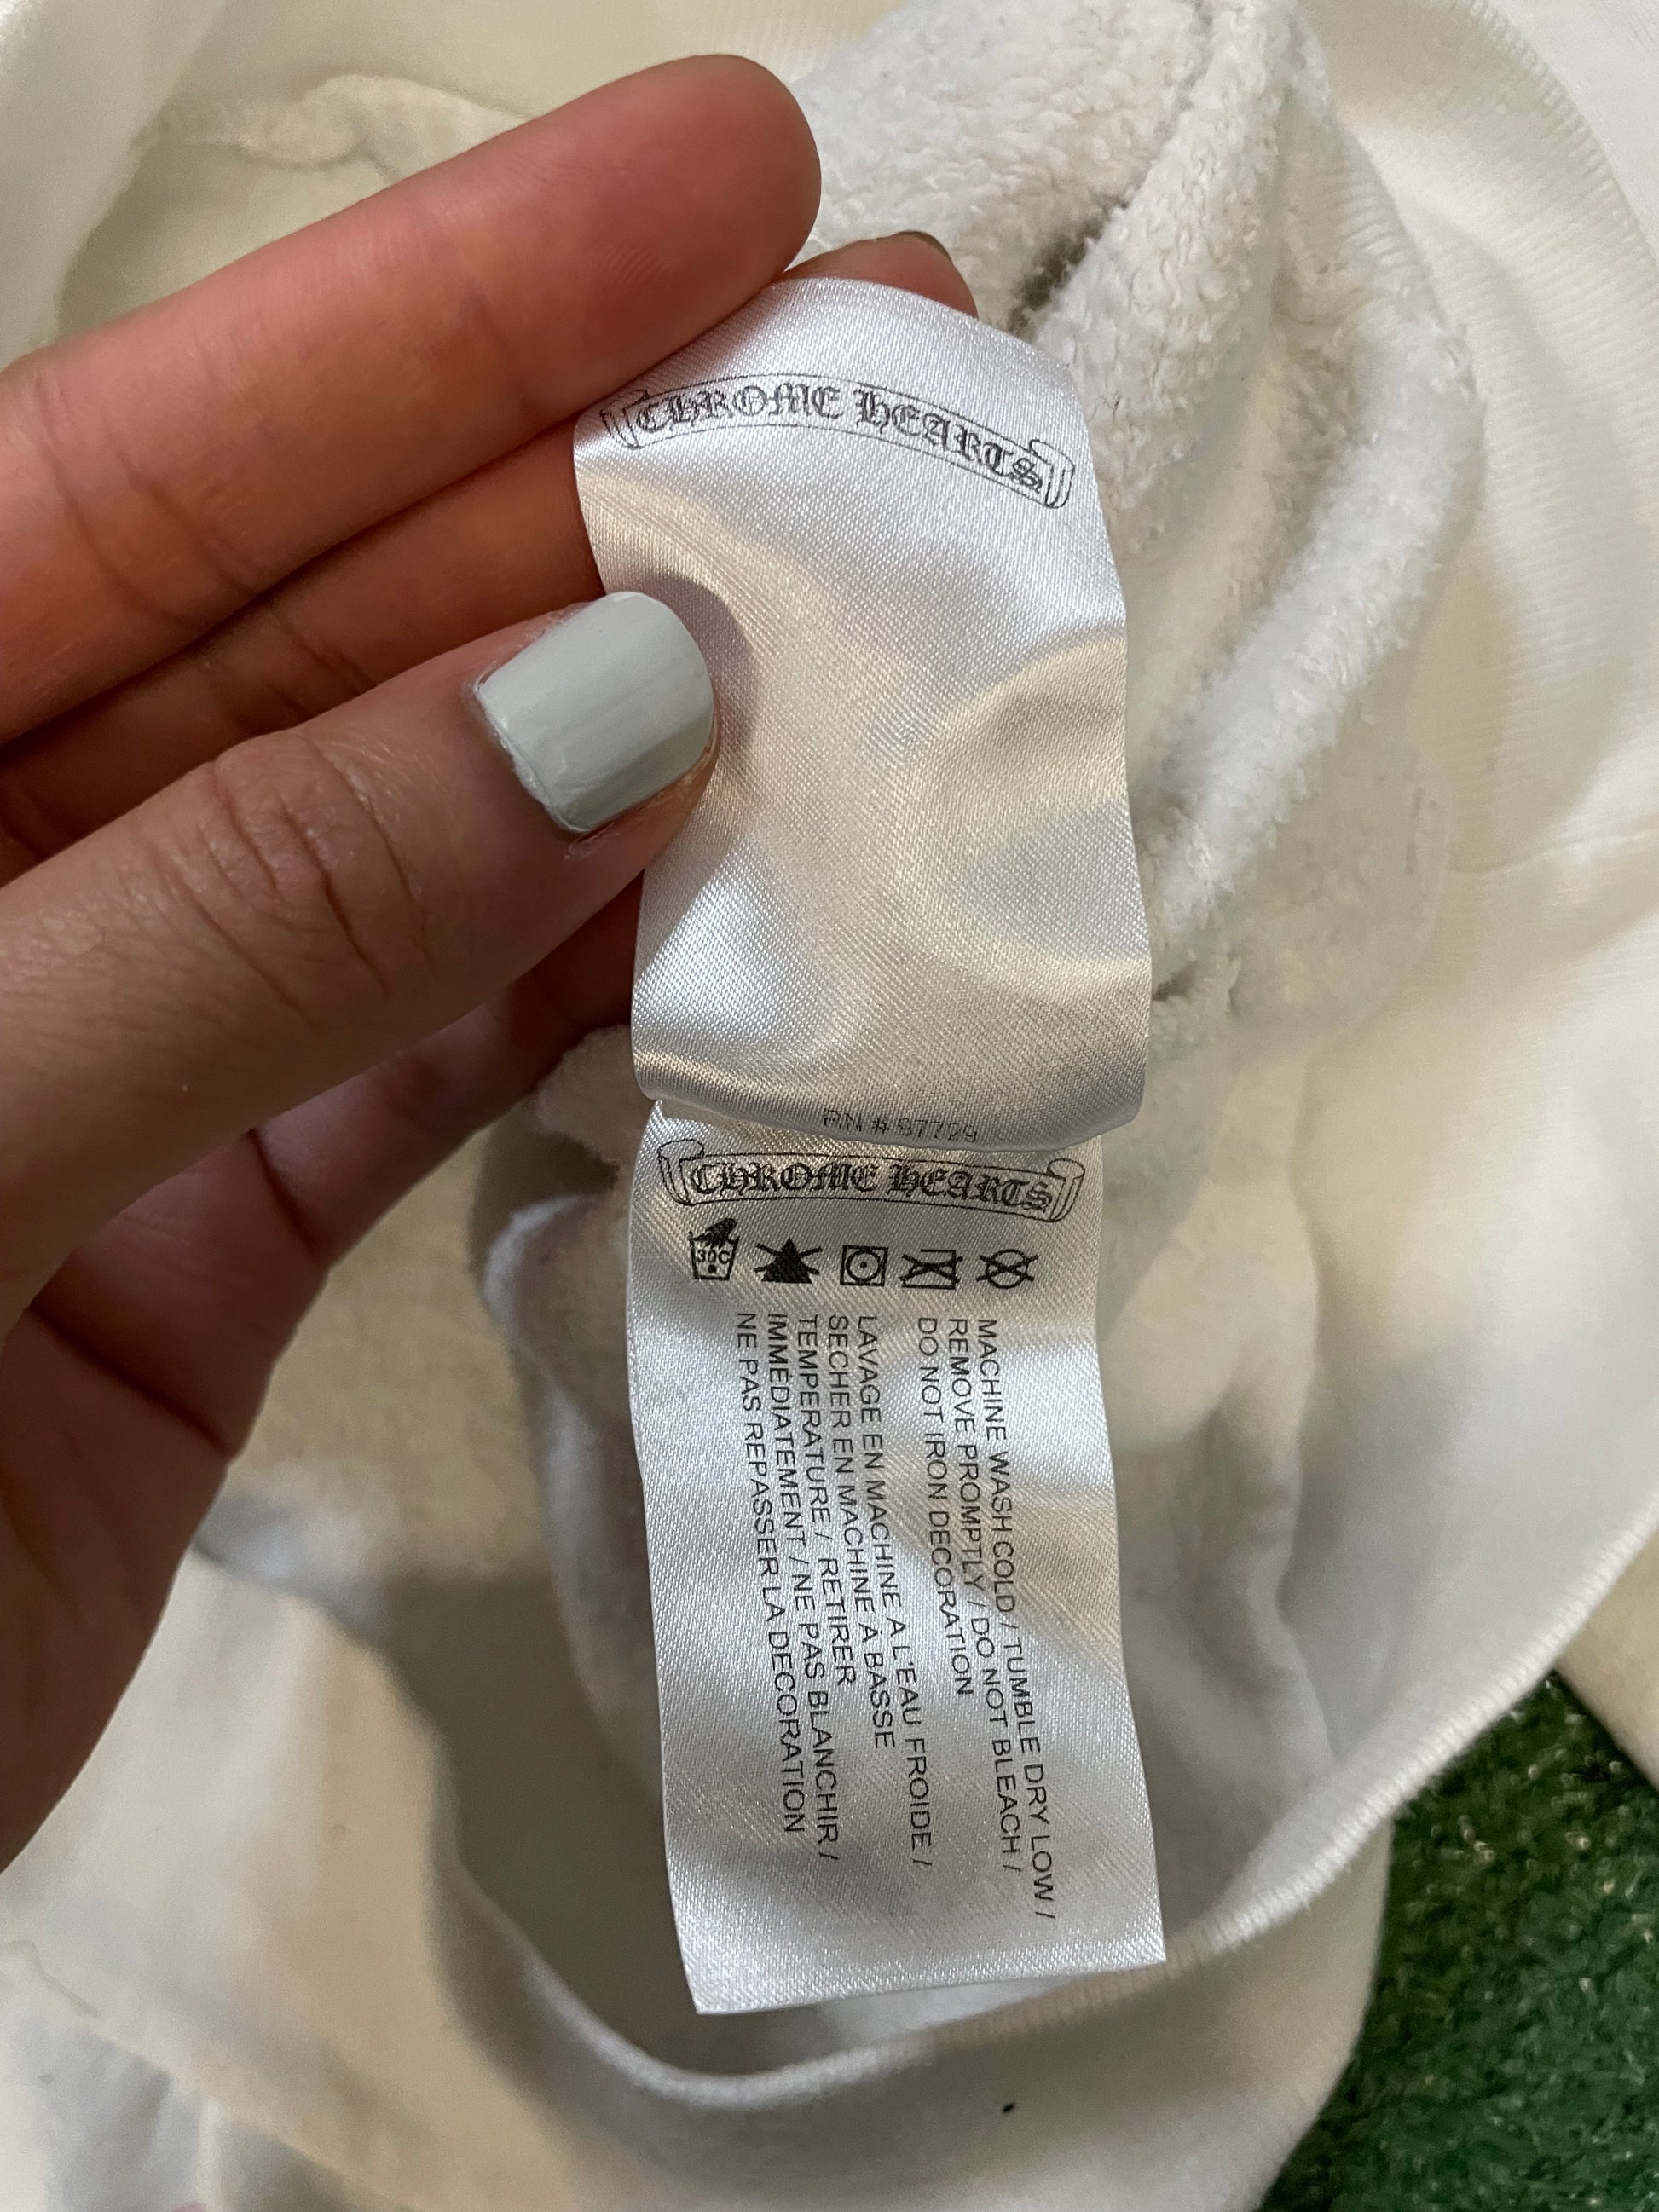 CHROME HEARTS
RN # 97729
CHROME HEARTS
30C
MACHINE WASH COLD / TUMBLE DRY LOW /
REMOVE PROMPTLY / DO NOT BLEACH /
DO NOT IRON DECORATION
LAVAGE EN MACHINE A L'EAU FROIDE /
SECHER EN MACHINE A BASSE
TEMPERATURE / RETIRER
IMMÉDIATEMENT / NE PAS BLANCHIR /
NE PAS REPASSER LA DECORATION